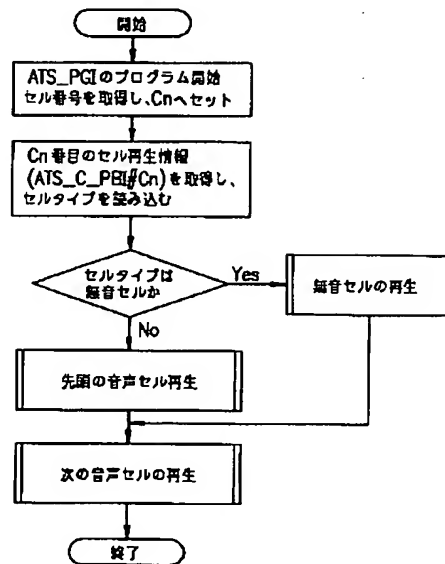 開始
ATS_PGIのプログラム開始
セル番号を取得し、Cnへセット
Cn番目のセル再生情報
(ATS_C_PBI#Cn)を取得し、
セルタイプを読み込む
セルタイプは
無音セルか
Yes
無音セルの再生
No
先頭の音声セル再生
次の音声セルの再生
終了